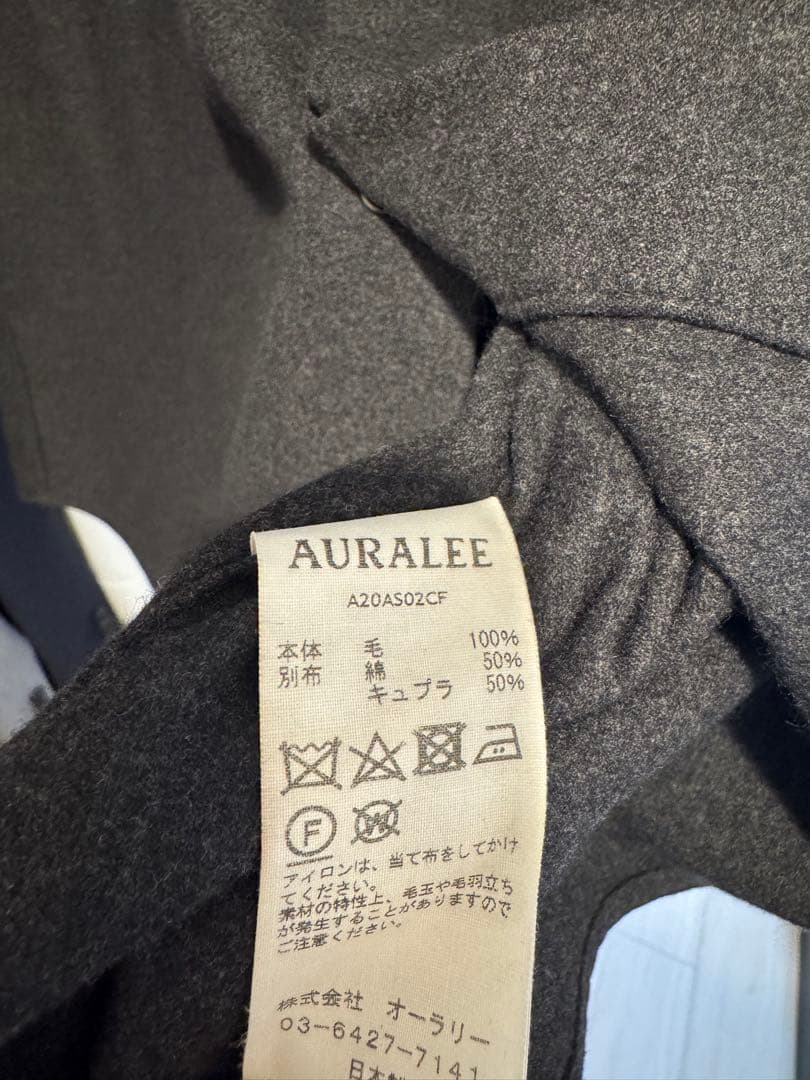 AURALEE
A20AS02CF
本体 毛 100%
別布 綿 50%
キュプラ 50%
F
W
アイロンは、当て布をしてかけ
てください。
素材の特性上、毛玉や毛羽立ち
が発生することがありますので
ご注意ください。
株式会社 オーラリー
03-6427-7141
日本